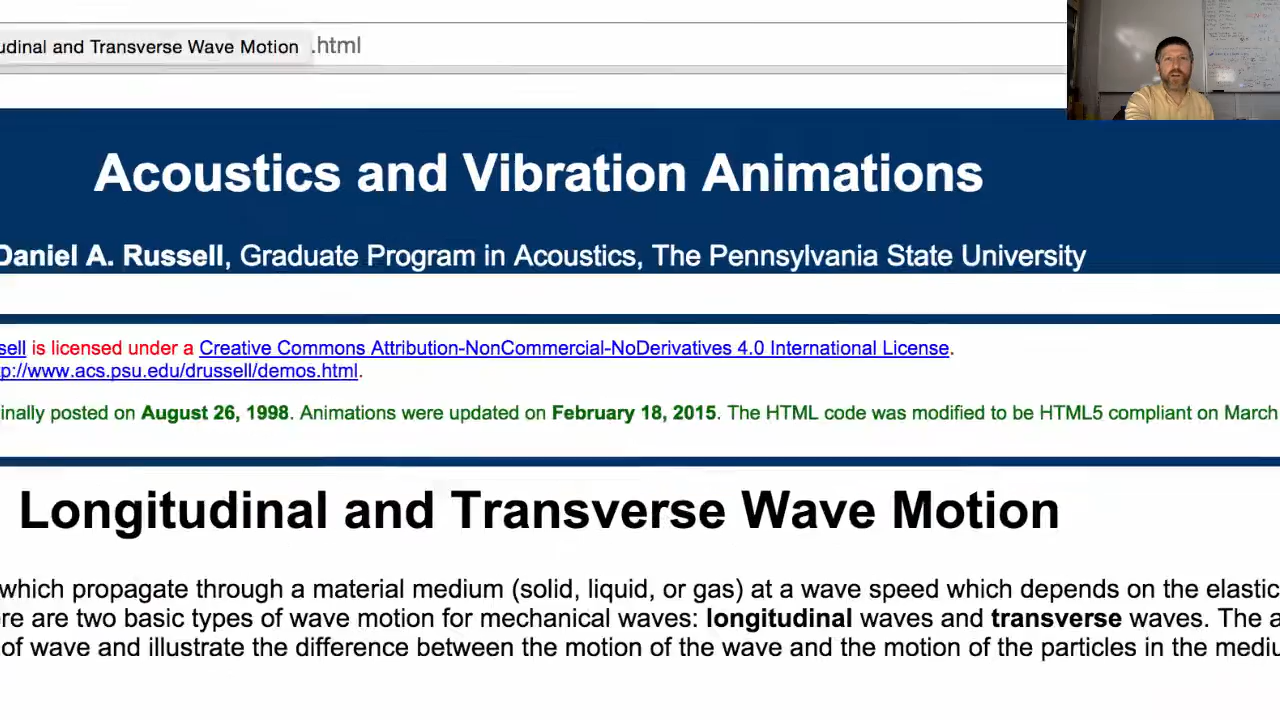 udinal and Transverse Wave Motion .html
Acoustics and Vibration Animations
Daniel A. Russell, Graduate Program in Acoustics, The Pennsylvania State University
sell is licensed under a Creative Commons Attribution-NonCommercial-NoDerivatives 4.0 International License.
p://www.acs.psu.edu/drussell/demos.html.
inally posted on August 26, 1998. Animations were updated on February 18, 2015. The HTML code was modified to be HTML5 compliant on March
Longitudinal and Transverse Wave Motion
which propagate through a material medium (solid, liquid, or gas) at a wave speed which depends on the elastic
re are two basic types of wave motion for mechanical waves: longitudinal waves and transverse waves. The a
of wave and illustrate the difference between the motion of the wave and the motion of the particles in the mediu